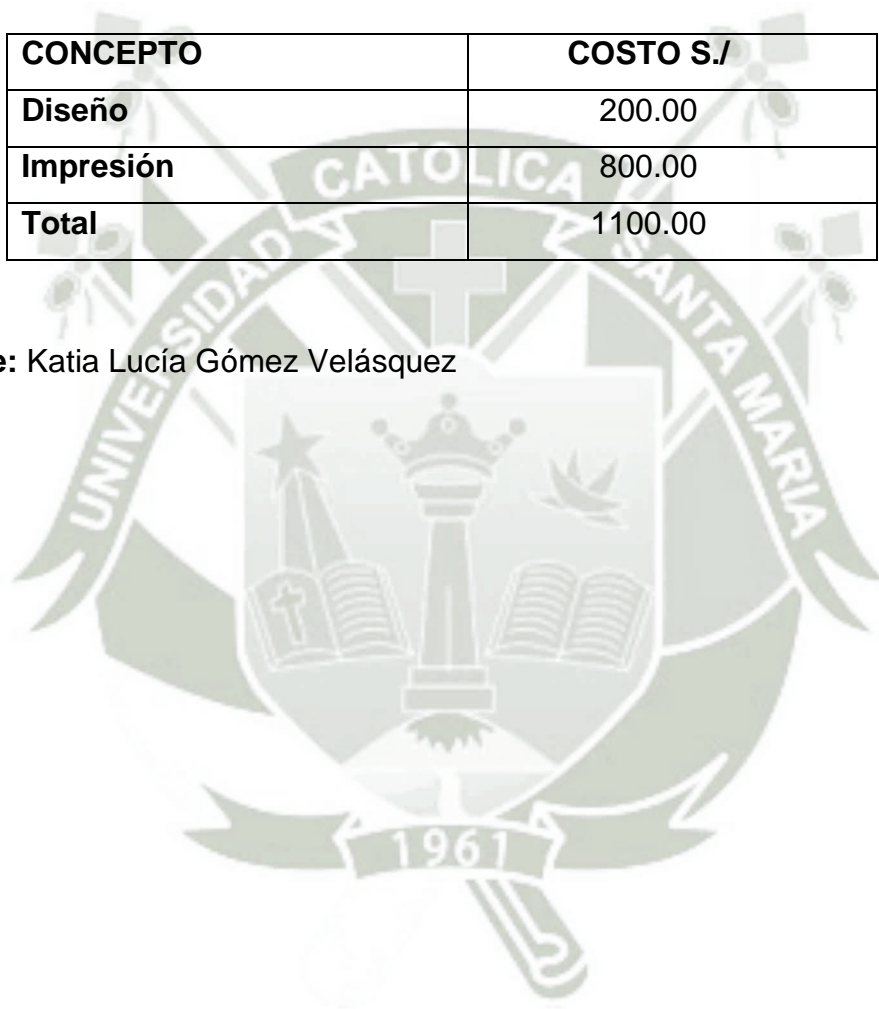 CONCEPTO COSTO S./
Diseño 200.00
Impresión 800.00
Total 1100.00
e: Katia Lucía Gómez Velásquez
UNIVERSIDAD CATOLICA SANTA MARIA
1961